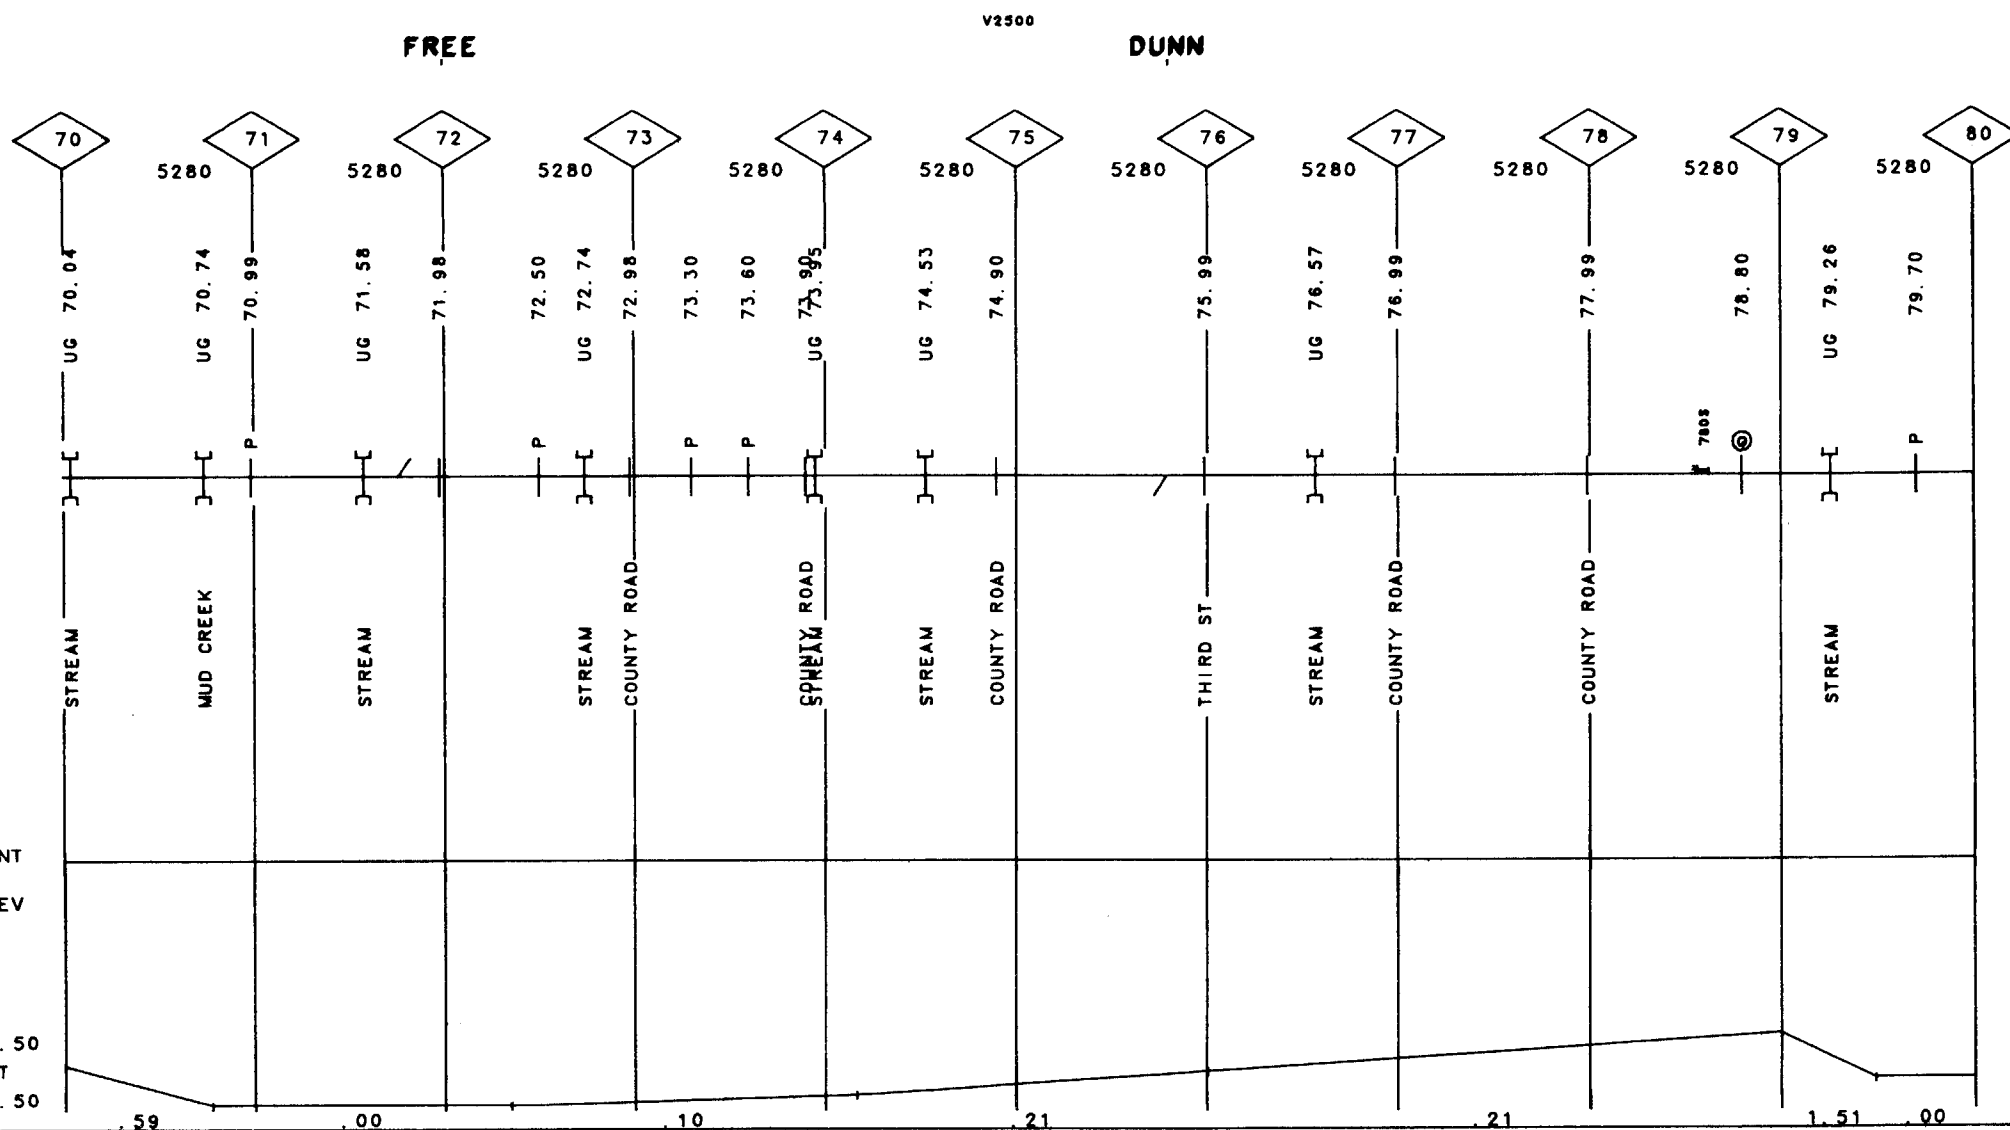 V2500
FREE
DUNN
70
71
72
73
74
75
76
77
78
79
80
5280
5280
5280
5280
5280
5280
5280
5280
5280
5280
UG 70.04
UG 70.74
70.99
UG 71.58
71.98
72.50
UG 72.74
72.98
73.30
73.60
73.90
UG 73.95
UG 74.53
74.90
75.99
UG 76.57
76.99
77.99
78.80
UG 79.26
79.70
P
P
P
P
7805
P
STREAM
MUD CREEK
STREAM
STREAM
COUNTY ROAD
COUNTY ROAD
STREAM
STREAM
COUNTY ROAD
THIRD ST
STREAM
COUNTY ROAD
COUNTY ROAD
STREAM
NT
EV
.50
T
.50
.59
.00
.10
.21
.21
1.51
.00